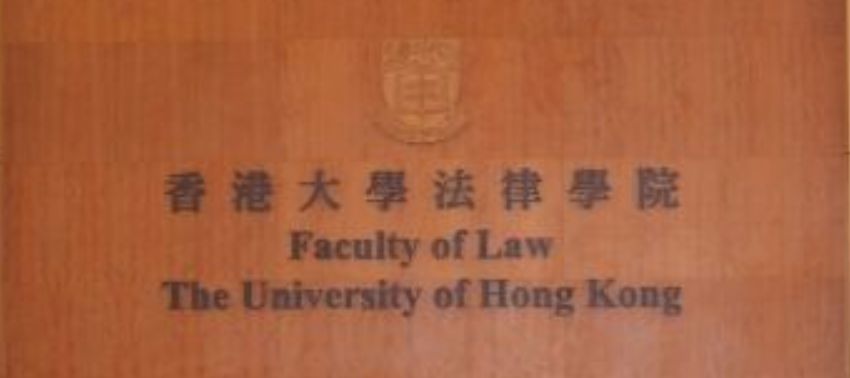 香港大學法律學院
Faculty of Law
The University of Hong Kong